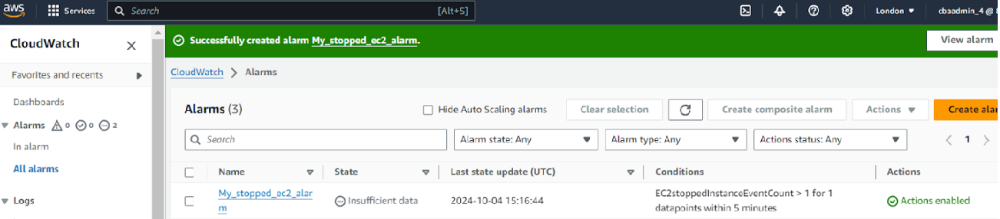 aws Services Search [Alt+S] London cbaadmin_4 @ 8
CloudWatch
Successfully created alarm My_stopped_ec2_alarm.
View alarm
Favorites and recents
CloudWatch > Alarms
Dashboards
Alarms 0 0 2
In alarm
All alarms
Logs
Alarms (3)
Hide Auto Scaling alarms
Clear selection
Create composite alarm
Actions
Create alar
Search
Alarm state: Any
Alarm type: Any
Actions status: Any
1
Name State Last state update (UTC) Conditions Actions
My_stopped_ec2_alar
m
Insufficient data
2024-10-04 15:16:44
EC2stoppedInstanceEventCount > 1 for 1
datapoints within 5 minutes
Actions enabled